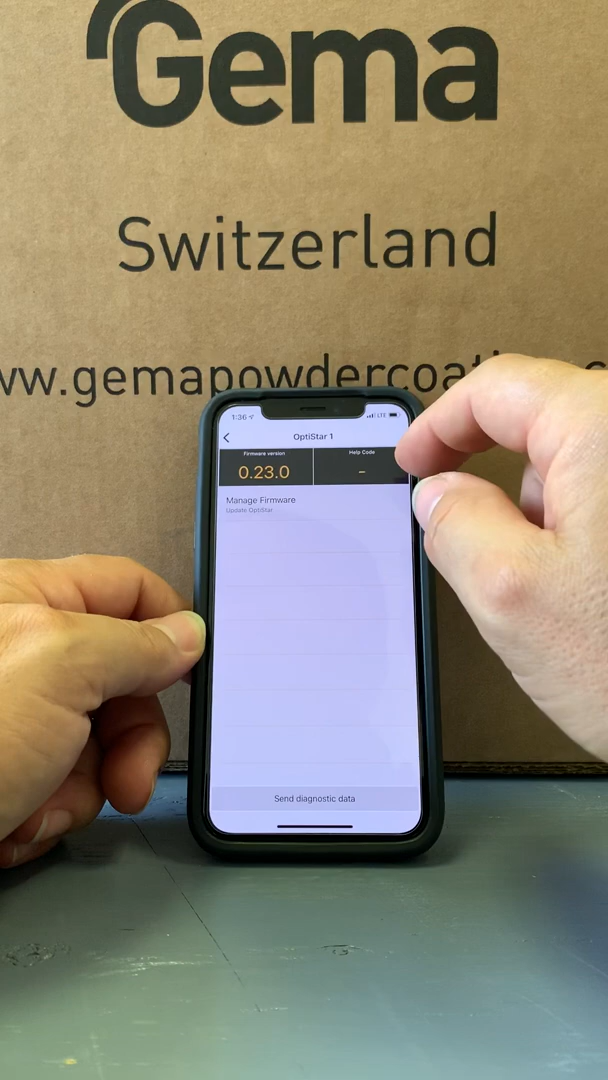 Gema
Switzerland
ww.gemapowdercoat
1:36 LTE
OptiStar 1
Firmware version Help Code
0.23.0 –
Manage Firmware
Update OptiStar
Send diagnostic data